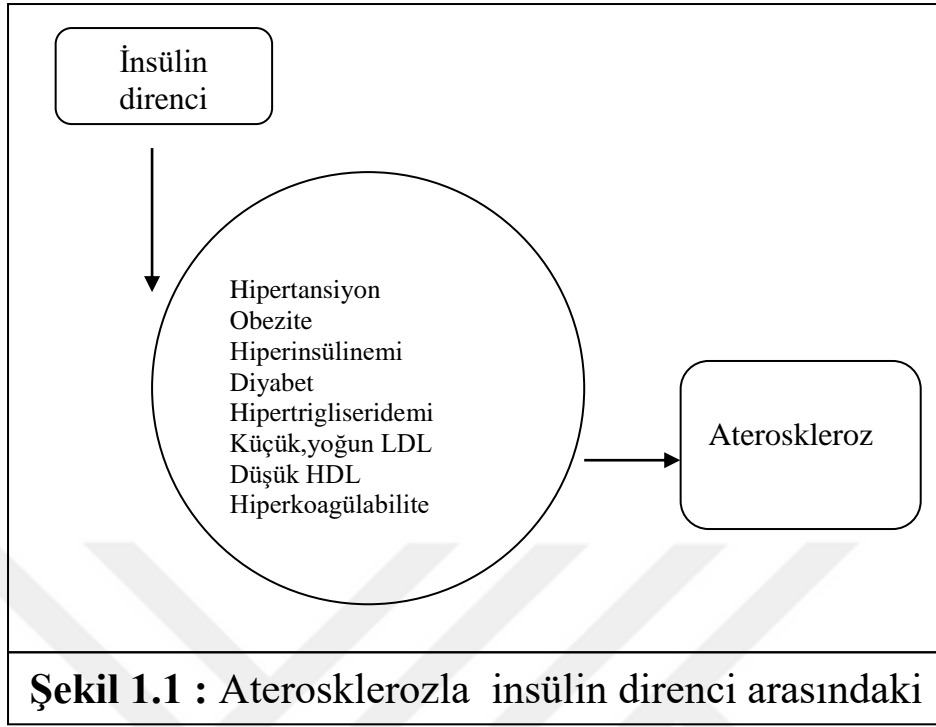 İnsülin
direnci
Hipertansiyon
Obezite
Hiperinsülinemi
Diyabet
Hipertrigliseridemi
Küçük,yoğun LDL
Düşük HDL
Hiperkoagülabilite
Ateroskleroz
Şekil 1.1 : Aterosklerozla insülin direnci arasındaki